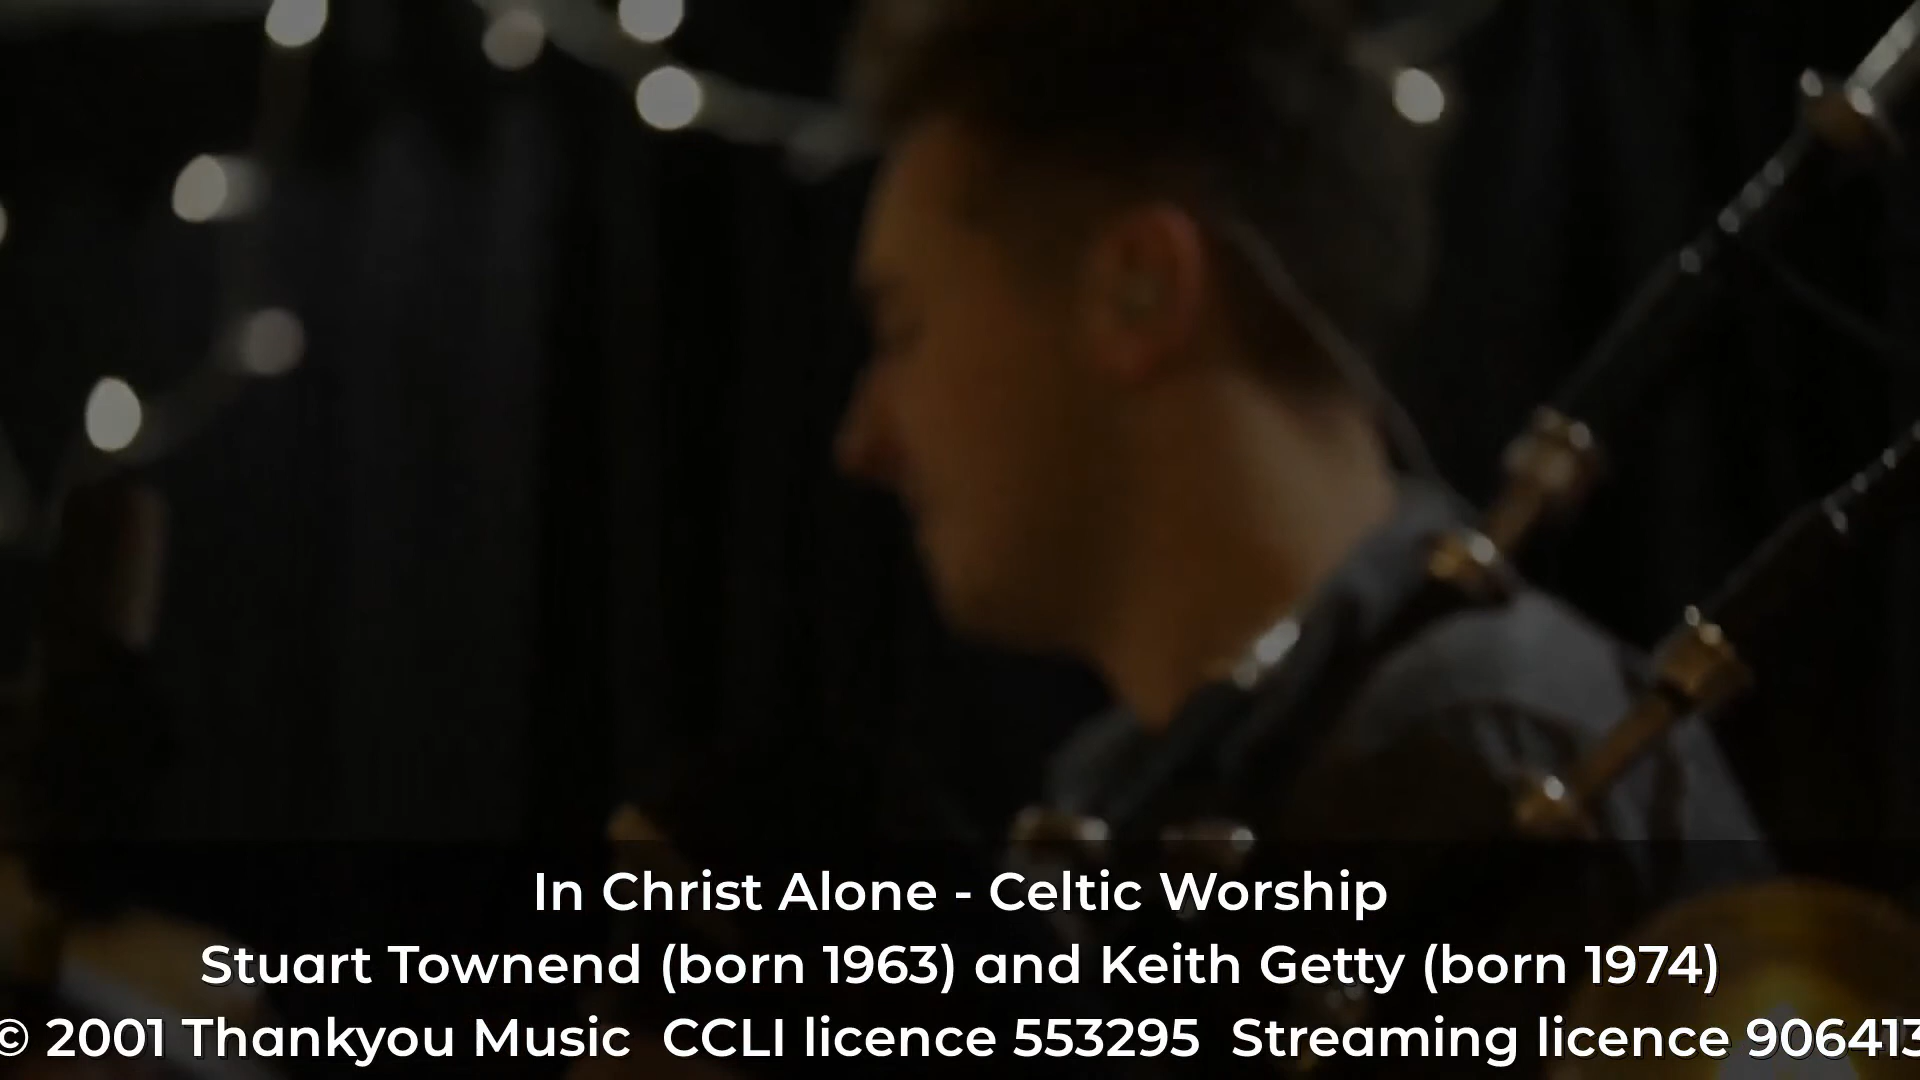 In Christ Alone - Celtic Worship
Stuart Townend (born 1963) and Keith Getty (born 1974)
© 2001 Thankyou Music  CCLI licence 553295  Streaming licence 906413